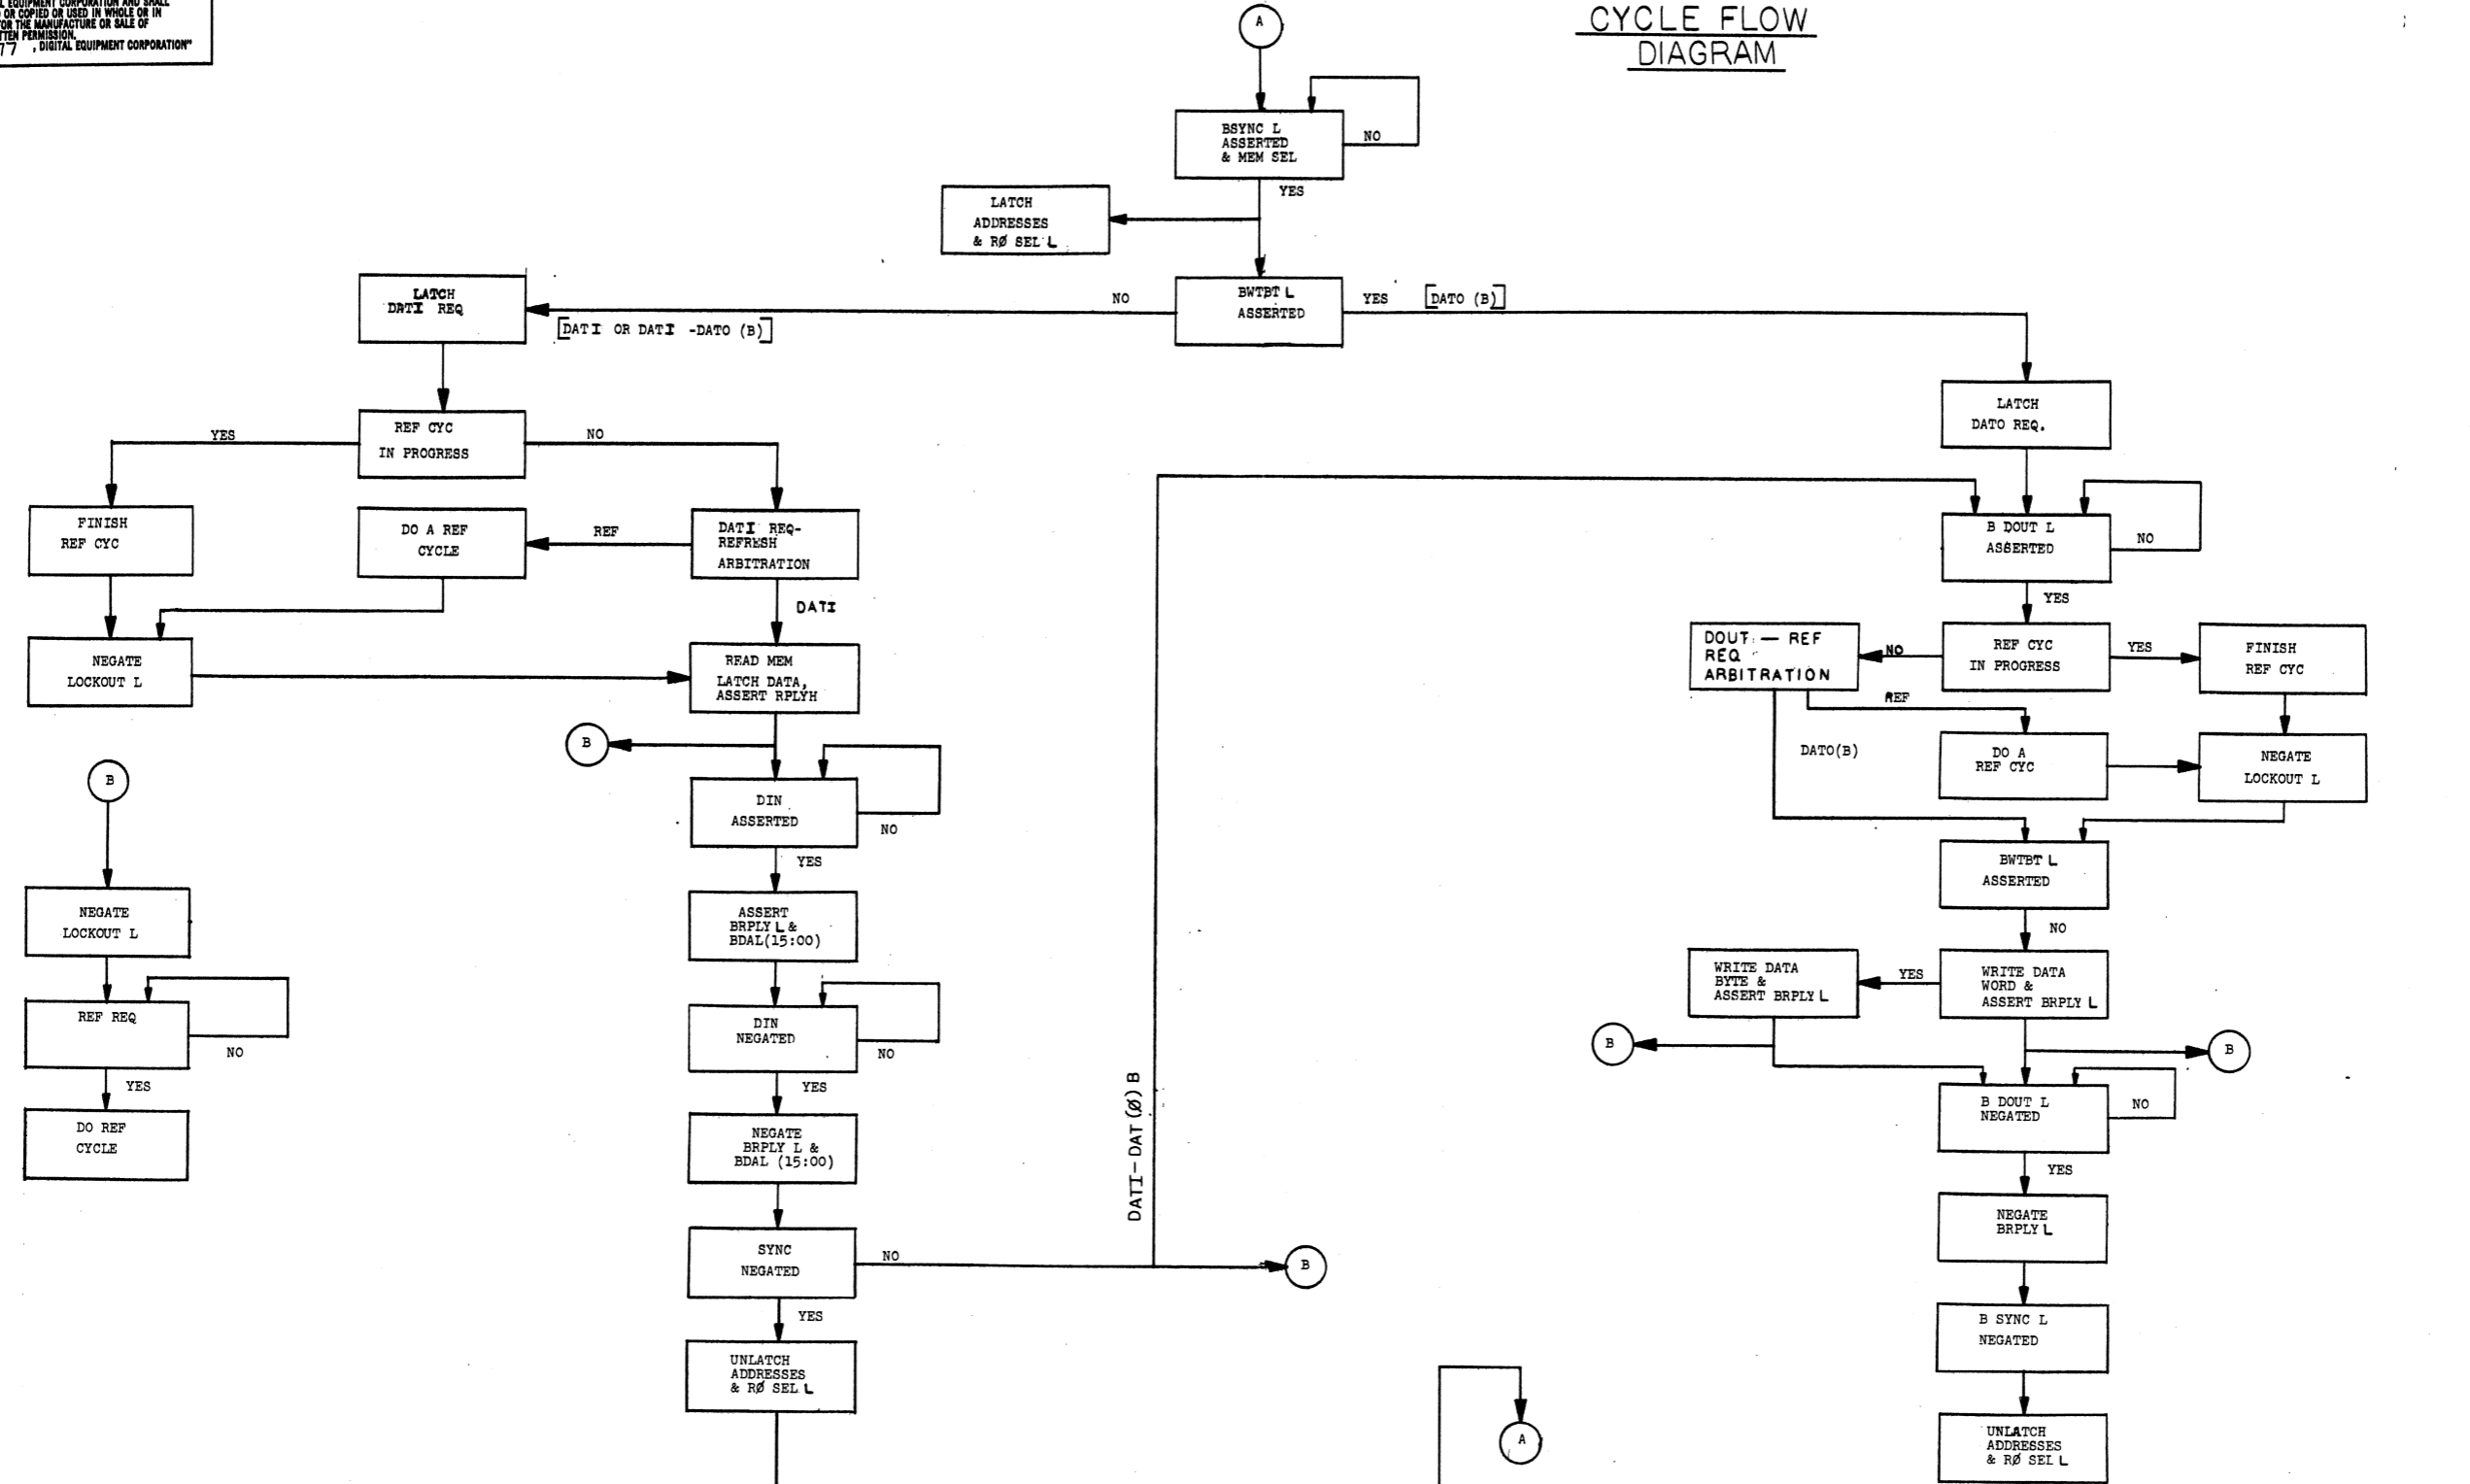 L EQUIPMENT CORPORATION AND SHALL
OR COPIED OR USED IN WHOLE OR IN
FOR THE MANUFACTURE OR SALE OF
TTEN PERMISSION.
77 , DIGITAL EQUIPMENT CORPORATION"
CYCLE FLOW
DIAGRAM
A
BSYNC L
ASSERTED
& MEM SEL
NO
YES
LATCH
ADDRESSES
& RØ SEL L
BWTBT L
ASSERTED
NO
[DATI OR DATI -DATO (B)]
YES
[DATO (B)]
LATCH
DATI REQ
REF CYC
IN PROGRESS
YES
NO
FINISH
REF CYC
DO A REF
CYCLE
REF
DATI REQ-
REFRESH
ARBITRATION
DATI
NEGATE
LOCKOUT L
READ MEM
LATCH DATA,
ASSERT RPLYH
B
DIN
ASSERTED
NO
YES
ASSERT
BRPLY L &
BDAL(15:00)
DIN
NEGATED
NO
YES
NEGATE
BRPLY L &
BDAL (15:00)
SYNC
NEGATED
NO
B
YES
UNLATCH
ADDRESSES
& RØ SEL L
B
NEGATE
LOCKOUT L
REF REQ
NO
YES
DO REF
CYCLE
DATI-DAT(Ø)B
LATCH
DATO REQ.
B DOUT L
ASSERTED
NO
YES
REF CYC
IN PROGRESS
NO
YES
DOUT - REF
REQ
ARBITRATION
FINISH
REF CYC
REF
DATO(B)
DO A
REF CYC
NEGATE
LOCKOUT L
BWTBT L
ASSERTED
NO
WRITE DATA
WORD &
ASSERT BRPLY L
YES
WRITE DATA
BYTE &
ASSERT BRPLY L
B
B
B DOUT L
NEGATED
NO
YES
NEGATE
BRPLY L
B SYNC L
NEGATED
UNLATCH
ADDRESSES
& RØ SEL L
A